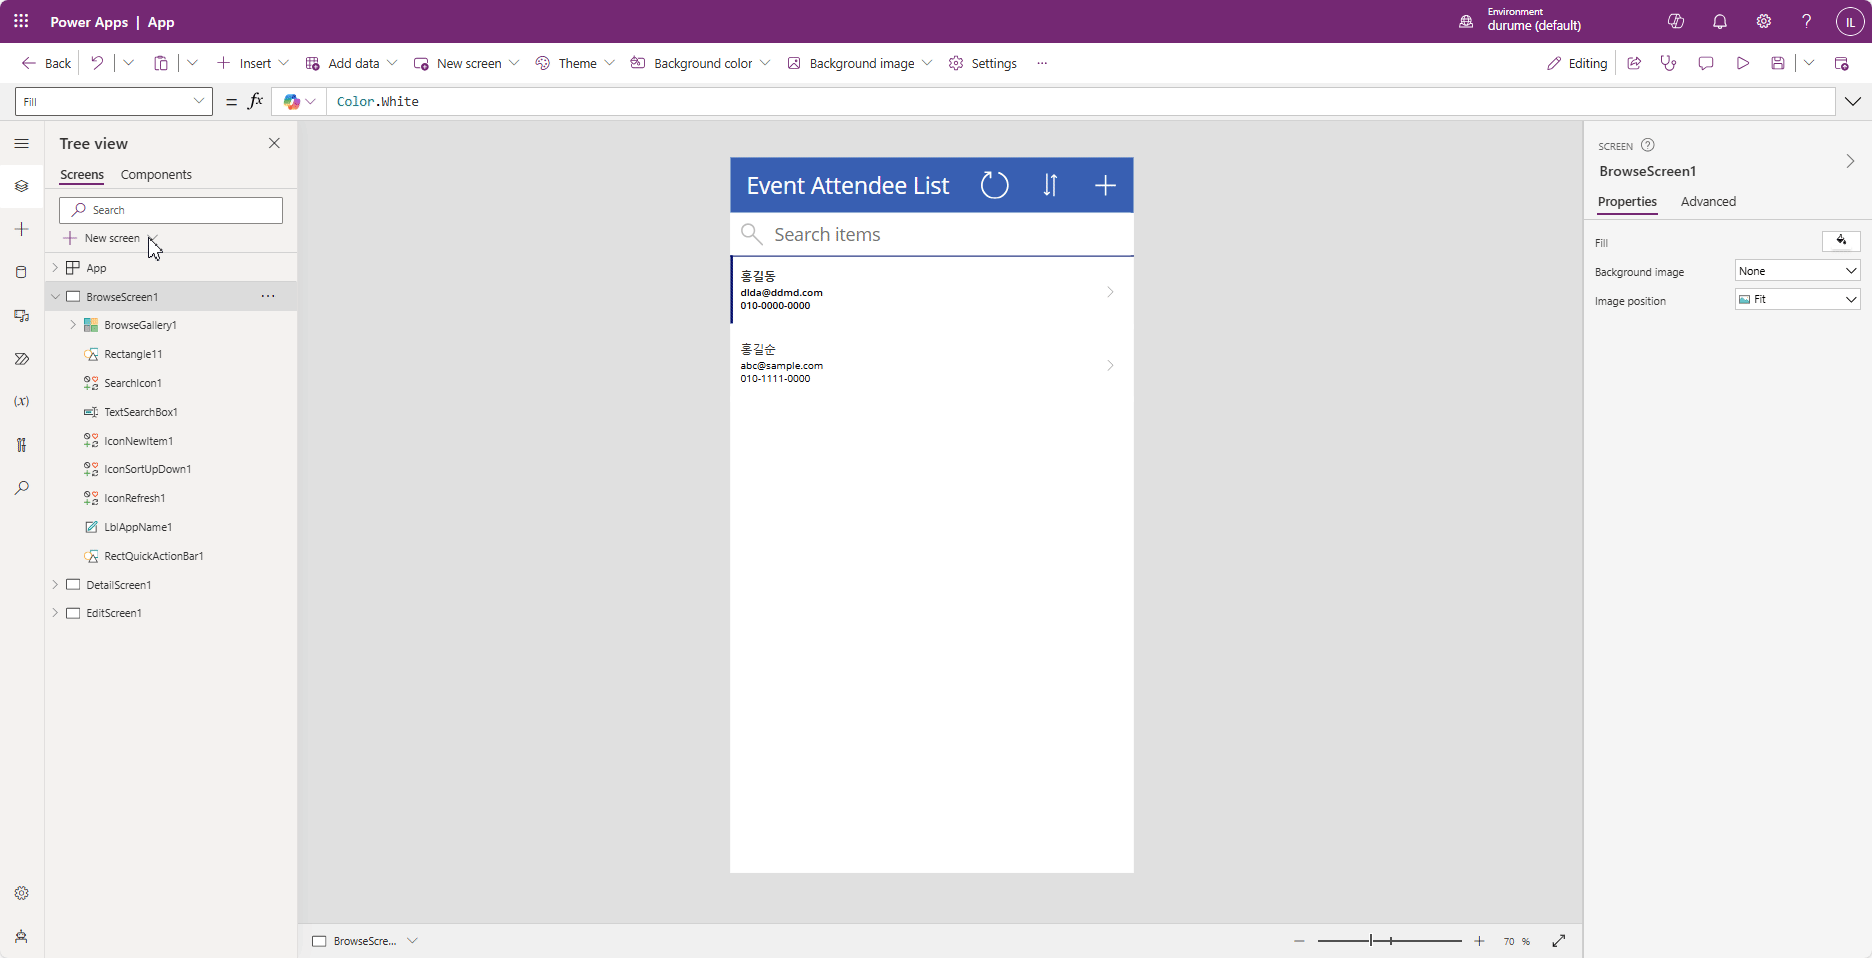 Power Apps | App
Environment
durume (default)
IL
Back
Insert
Add data
New screen
Theme
Background color
Background image
Settings
...
Editing
Fill
= fx
Color.White
Tree view
Screens
Components
Search
New screen
App
BrowseScreen1
...
BrowseGallery1
Rectangle11
SearchIcon1
TextSearchBox1
IconNewItem1
IconSortUpDown1
IconRefresh1
LblAppName1
RectQuickActionBar1
DetailScreen1
EditScreen1
(x)
Event Attendee List
Search items
홍길동
dlda@ddmd.com
010-0000-0000
홍길순
abc@sample.com
010-1111-0000
BrowseScre...
70 %
SCREEN
BrowseScreen1
Properties
Advanced
Fill
Background image
None
Image position
Fit